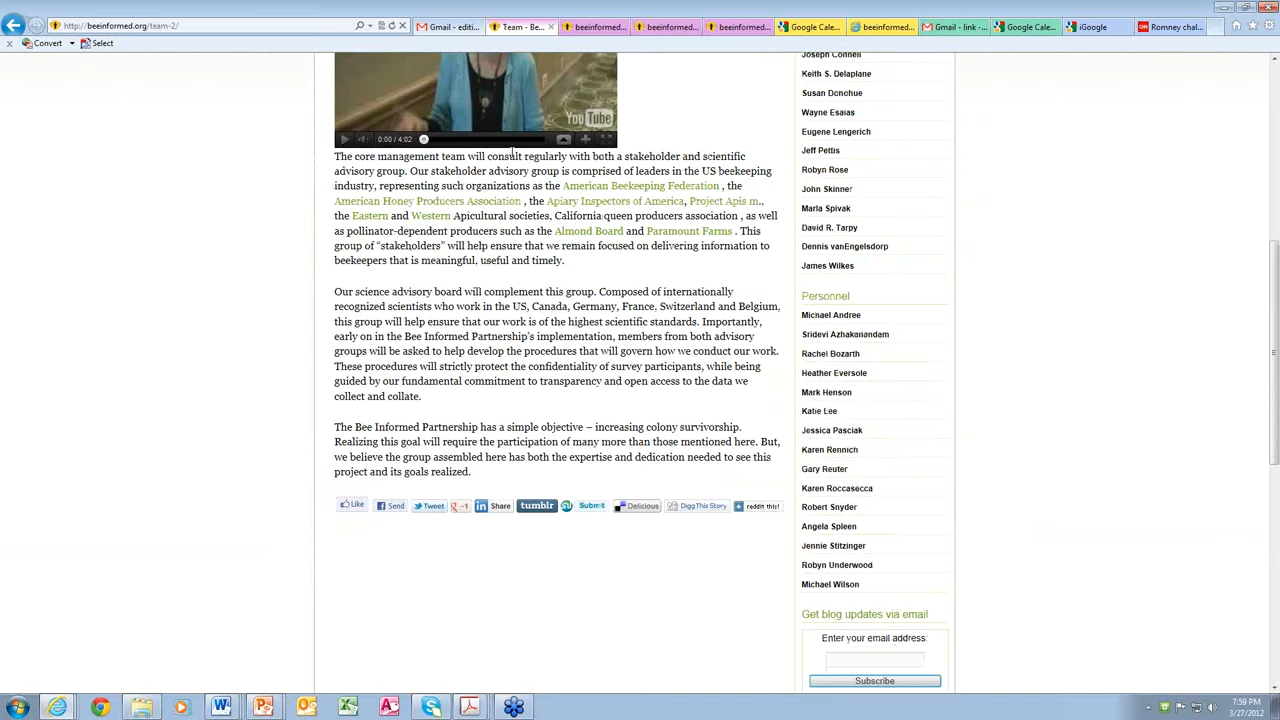 http://beeinformed.org/team-2/
Gmail - editi...
Team - Be...
beeinformed...
beeinformed...
beeinformed...
Google Cale...
beeinformed...
Gmail - link -...
Google Cale...
iGoogle
Romney chal...
Convert
Select
YouTube
0:00 / 4:02
The core management team will consult regularly with both a stakeholder and scientific
advisory group. Our stakeholder advisory group is comprised of leaders in the US beekeeping
industry, representing such organizations as the American Beekeeping Federation , the
American Honey Producers Association , the Apiary Inspectors of America, Project Apis m.,
the Eastern and Western Apicultural societies, California queen producers association , as well
as pollinator-dependent producers such as the Almond Board and Paramount Farms . This
group of “stakeholders” will help ensure that we remain focused on delivering information to
beekeepers that is meaningful, useful and timely.
Our science advisory board will complement this group. Composed of internationally
recognized scientists who work in the US, Canada, Germany, France, Switzerland and Belgium,
this group will help ensure that our work is of the highest scientific standards. Importantly,
early on in the Bee Informed Partnership’s implementation, members from both advisory
groups will be asked to help develop the procedures that will govern how we conduct our work.
These procedures will strictly protect the confidentiality of survey participants, while being
guided by our fundamental commitment to transparency and open access to the data we
collect and collate.
The Bee Informed Partnership has a simple objective – increasing colony survivorship.
Realizing this goal will require the participation of many more than those mentioned here. But,
we believe the group assembled here has both the expertise and dedication needed to see this
project and its goals realized.
Like
Send
Tweet
+1
Share
tumblr
Submit
Delicious
Digg This Story
reddit this!
Joseph Connell
Keith S. Delaplane
Susan Donohue
Wayne Esaias
Eugene Lengerich
Jeff Pettis
Robyn Rose
John Skinner
Marla Spivak
David R. Tarpy
Dennis vanEngelsdorp
James Wilkes
Personnel
Michael Andree
Sridevi Azhakanandam
Rachel Bozarth
Heather Eversole
Mark Henson
Katie Lee
Jessica Pasciak
Karen Rennich
Gary Reuter
Karen Roccasecca
Robert Snyder
Angela Spleen
Jennie Stitzinger
Robyn Underwood
Michael Wilson
Get blog updates via email
Enter your email address:
Subscribe
7:59 PM
3/27/2012